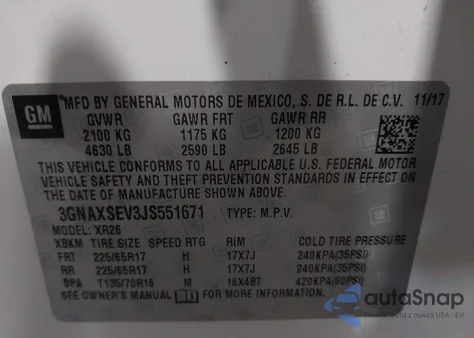 GM
*MFD BY GENERAL MOTORS DE MEXICO, S. DE R.L. DE C.V. 11/17
GVWR GAWR FRT GAWR RR
2100 KG 1175 KG 1200 KG
4630 LB 2590 LB 2645 LB
THIS VEHICLE CONFORMS TO ALL APPLICABLE U.S. FEDERAL MOTOR
VEHICLE SAFETY AND THEFT PREVENTION STANDARDS IN EFFECT ON
THE DATE OF MANUFACTURE SHOWN ABOVE.
3GNAXSEV3JS551671 TYPE: M.P.V.
MODEL: XR26
XBKM TIRE SIZE SPEED RTG RIM COLD TIRE PRESSURE
FRT 225/65R17 H 17X7J 240KPA(35PSI)
RR 225/65R17 H 17X7J 240KPA(35PSI)
SPA T135/70R16 M 16X4BT 420KPA(60PSI)
SEE OWNER'S MANUAL FOR MORE INFORMATION.
autaSnap